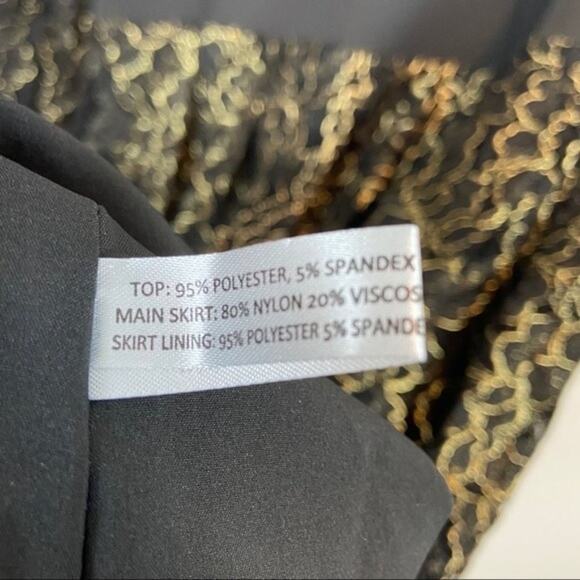 TOP: 95% POLYESTER, 5% SPANDEX
MAIN SKIRT: 80% NYLON 20% VISCOS
SKIRT LINING: 95% POLYESTER 5% SPANDE